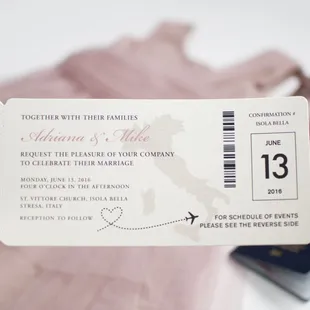 TOGETHER WITH THEIR FAMILIES
Adriana & Mike
REQUEST THE PLEASURE OF YOUR COMPANY
TO CELEBRATE THEIR MARRIAGE
MONDAY, JUNE 13, 2016
FOUR O'CLOCK IN THE AFTERNOON
ST. VITTORE CHURCH, ISOLA BELLA
STRESA, ITALY
RECEPTION TO FOLLOW
CONFIRMATION #
ISOLA BELLA
JUNE
13
2016
FOR SCHEDULE OF EVENTS
PLEASE SEE THE REVERSE SIDE